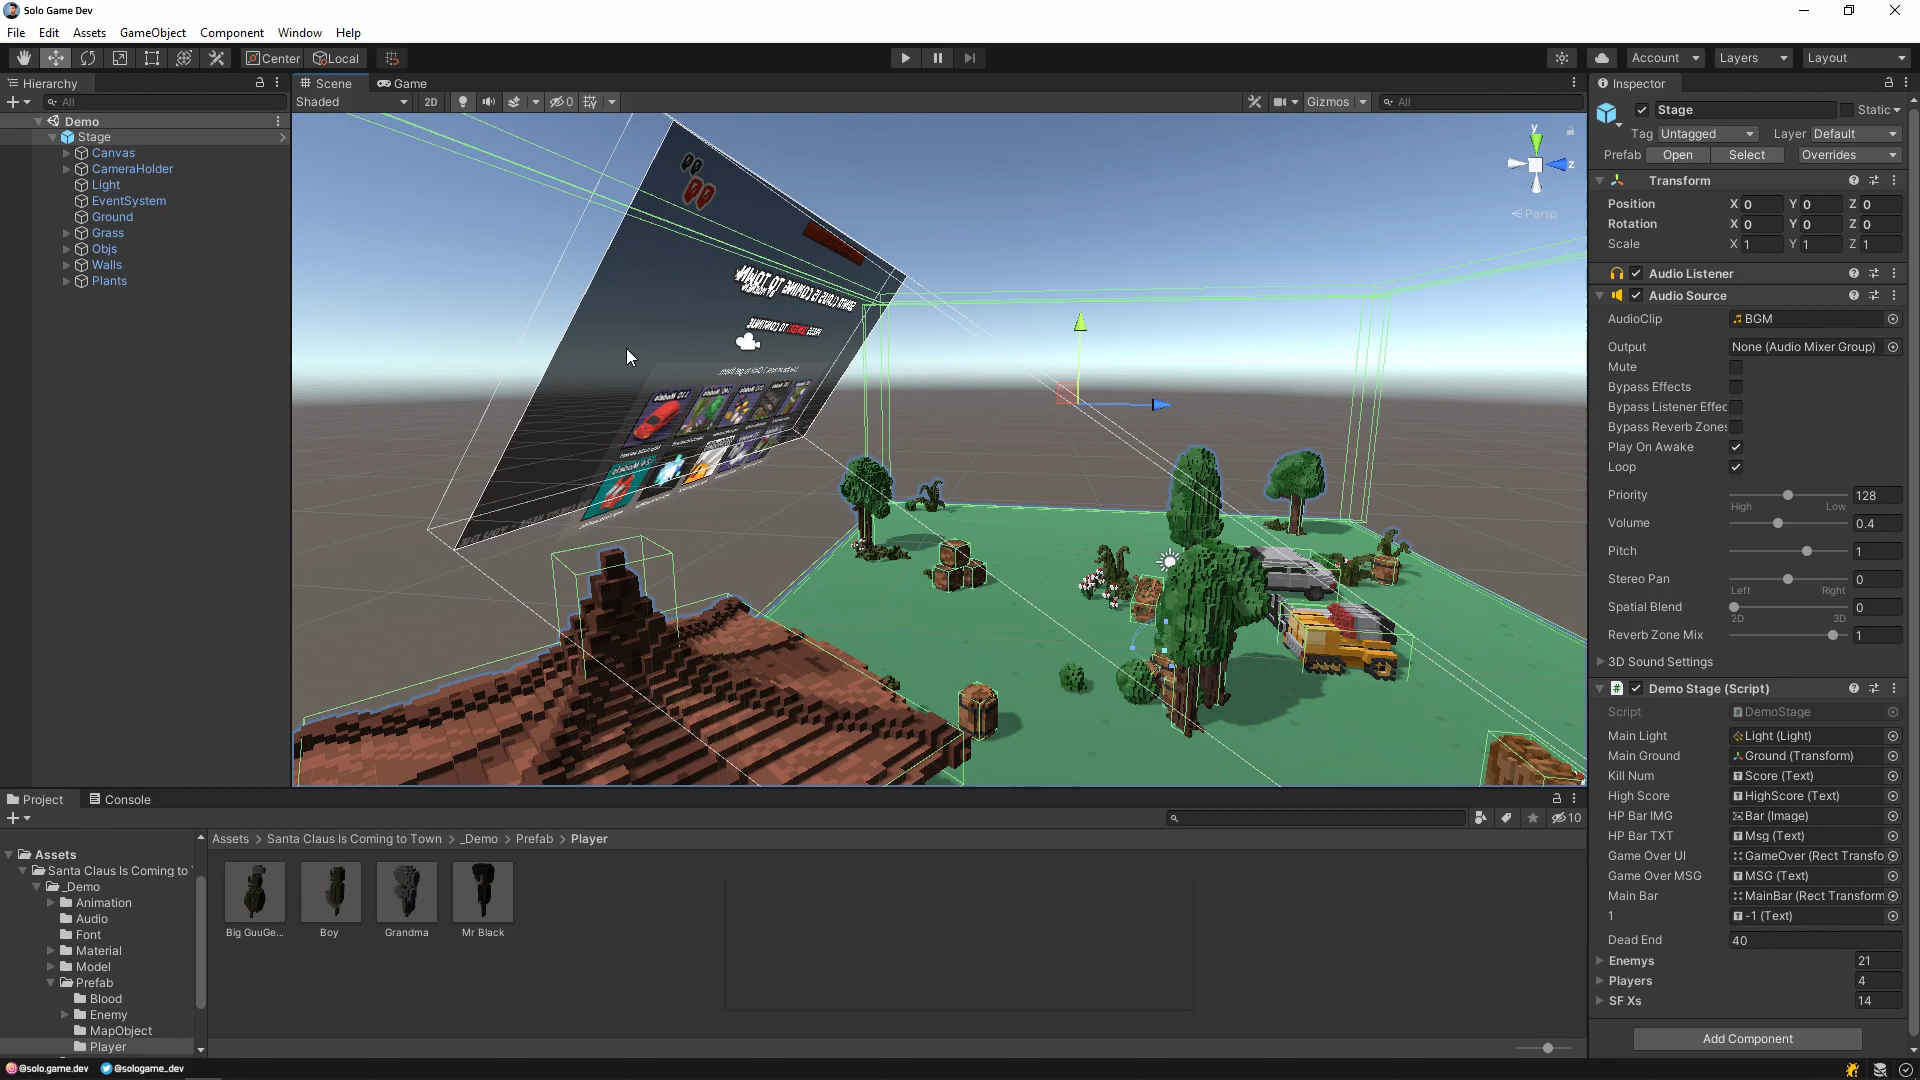 Solo Game Dev
File Edit Assets GameObject Component Window Help
Center Local Account Layers Layout
Hierarchy
All
Demo
Stage
Canvas
CameraHolder
Light
EventSystem
Ground
Grass
Objs
Walls
Plants
Scene Game
Shaded 2D 0 Gizmos All
y
z
Persp
TO CONTINUE
Inspector
Stage Static
Tag Untagged Layer Default
Prefab Open Select Overrides
Transform
Position X 0 Y 0 Z 0
Rotation X 0 Y 0 Z 0
Scale X 1 Y 1 Z 1
Audio Listener
Audio Source
AudioClip BGM
Output None (Audio Mixer Group)
Mute
Bypass Effects
Bypass Listener Effec
Bypass Reverb Zones
Play On Awake
Loop
Priority 128
High Low
Volume 0.4
Pitch 1
Stereo Pan 0
Left Right
Spatial Blend 0
2D 3D
Reverb Zone Mix 1
3D Sound Settings
# Demo Stage (Script)
Script DemoStage
Main Light Light (Light)
Main Ground Ground (Transform)
Kill Num Score (Text)
High Score HighScore (Text)
HP Bar IMG Bar (Image)
HP Bar TXT Msg (Text)
Game Over UI GameOver (Rect Transfo
Game Over MSG MSG (Text)
Main Bar MainBar (Rect Transform
1 -1 (Text)
Dead End 40
Enemys 21
Players 4
SF Xs 14
Add Component
Project Console
10
Assets
Santa Claus Is Coming to
_Demo
Animation
Audio
Font
Material
Model
Prefab
Blood
Enemy
MapObject
Player
Assets > Santa Claus Is Coming to Town > _Demo > Prefab > Player
Big GuuGe... Boy Grandma Mr Black
@solo.game.dev @sologame_dev